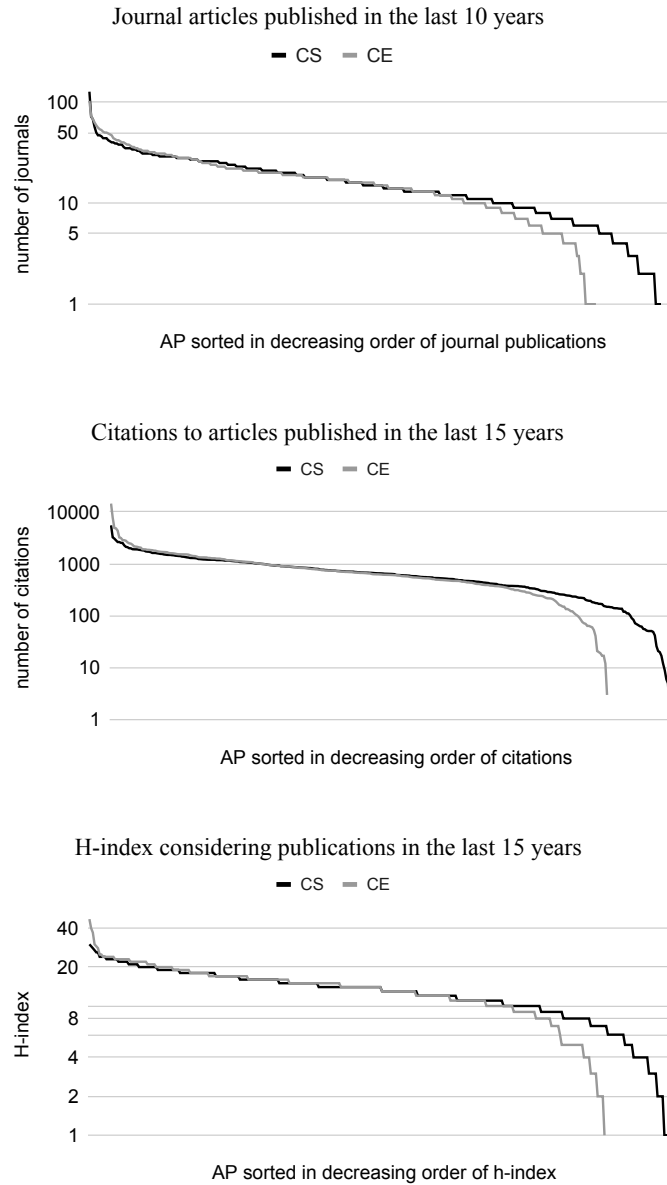 Journal articles published in the last 10 years
CS CE
100
50
10
5
1
number of journals
AP sorted in decreasing order of journal publications
Citations to articles published in the last 15 years
CS CE
10000
1000
100
10
1
number of citations
AP sorted in decreasing order of citations
H-index considering publications in the last 15 years
CS CE
40
20
8
4
2
1
H-index
AP sorted in decreasing order of h-index